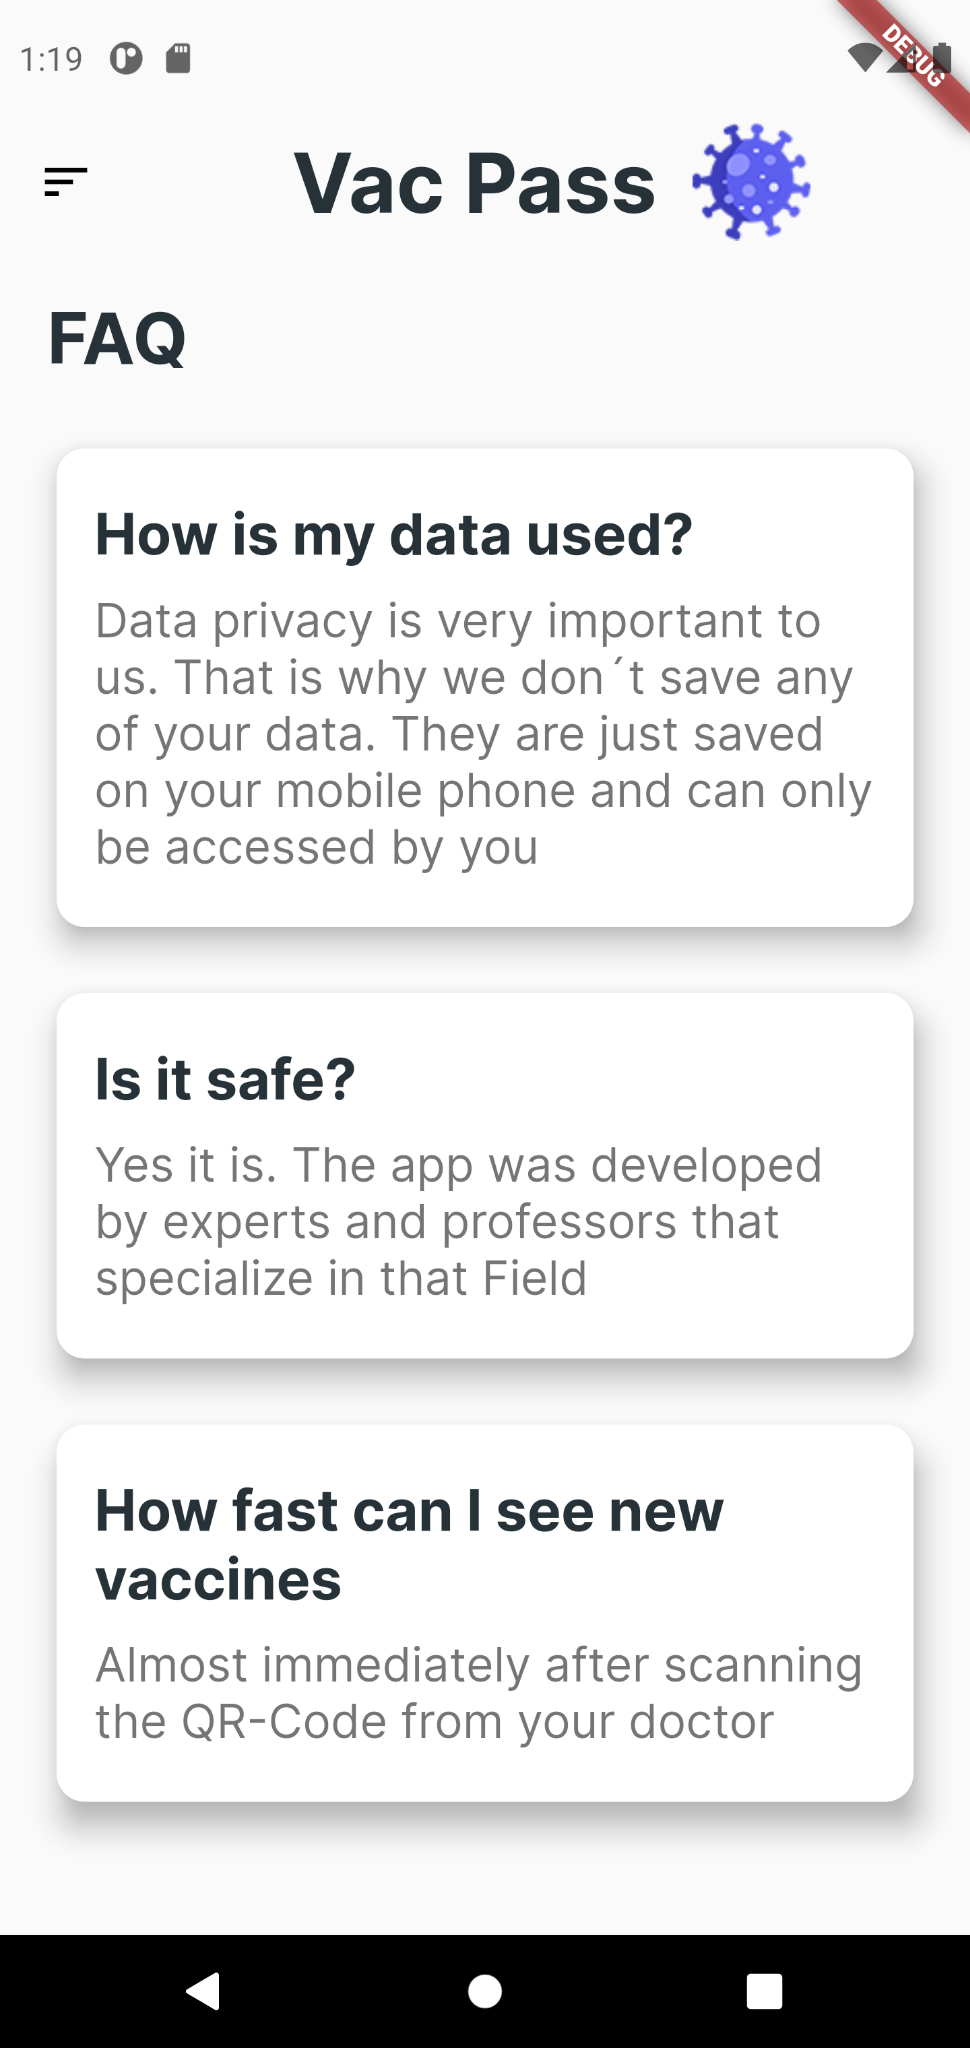 1:19
DEBUG
Vac Pass
FAQ
How is my data used?
Data privacy is very important to
us. That is why we don´t save any
of your data. They are just saved
on your mobile phone and can only
be accessed by you
Is it safe?
Yes it is. The app was developed
by experts and professors that
specialize in that Field
How fast can I see new
vaccines
Almost immediately after scanning
the QR-Code from your doctor